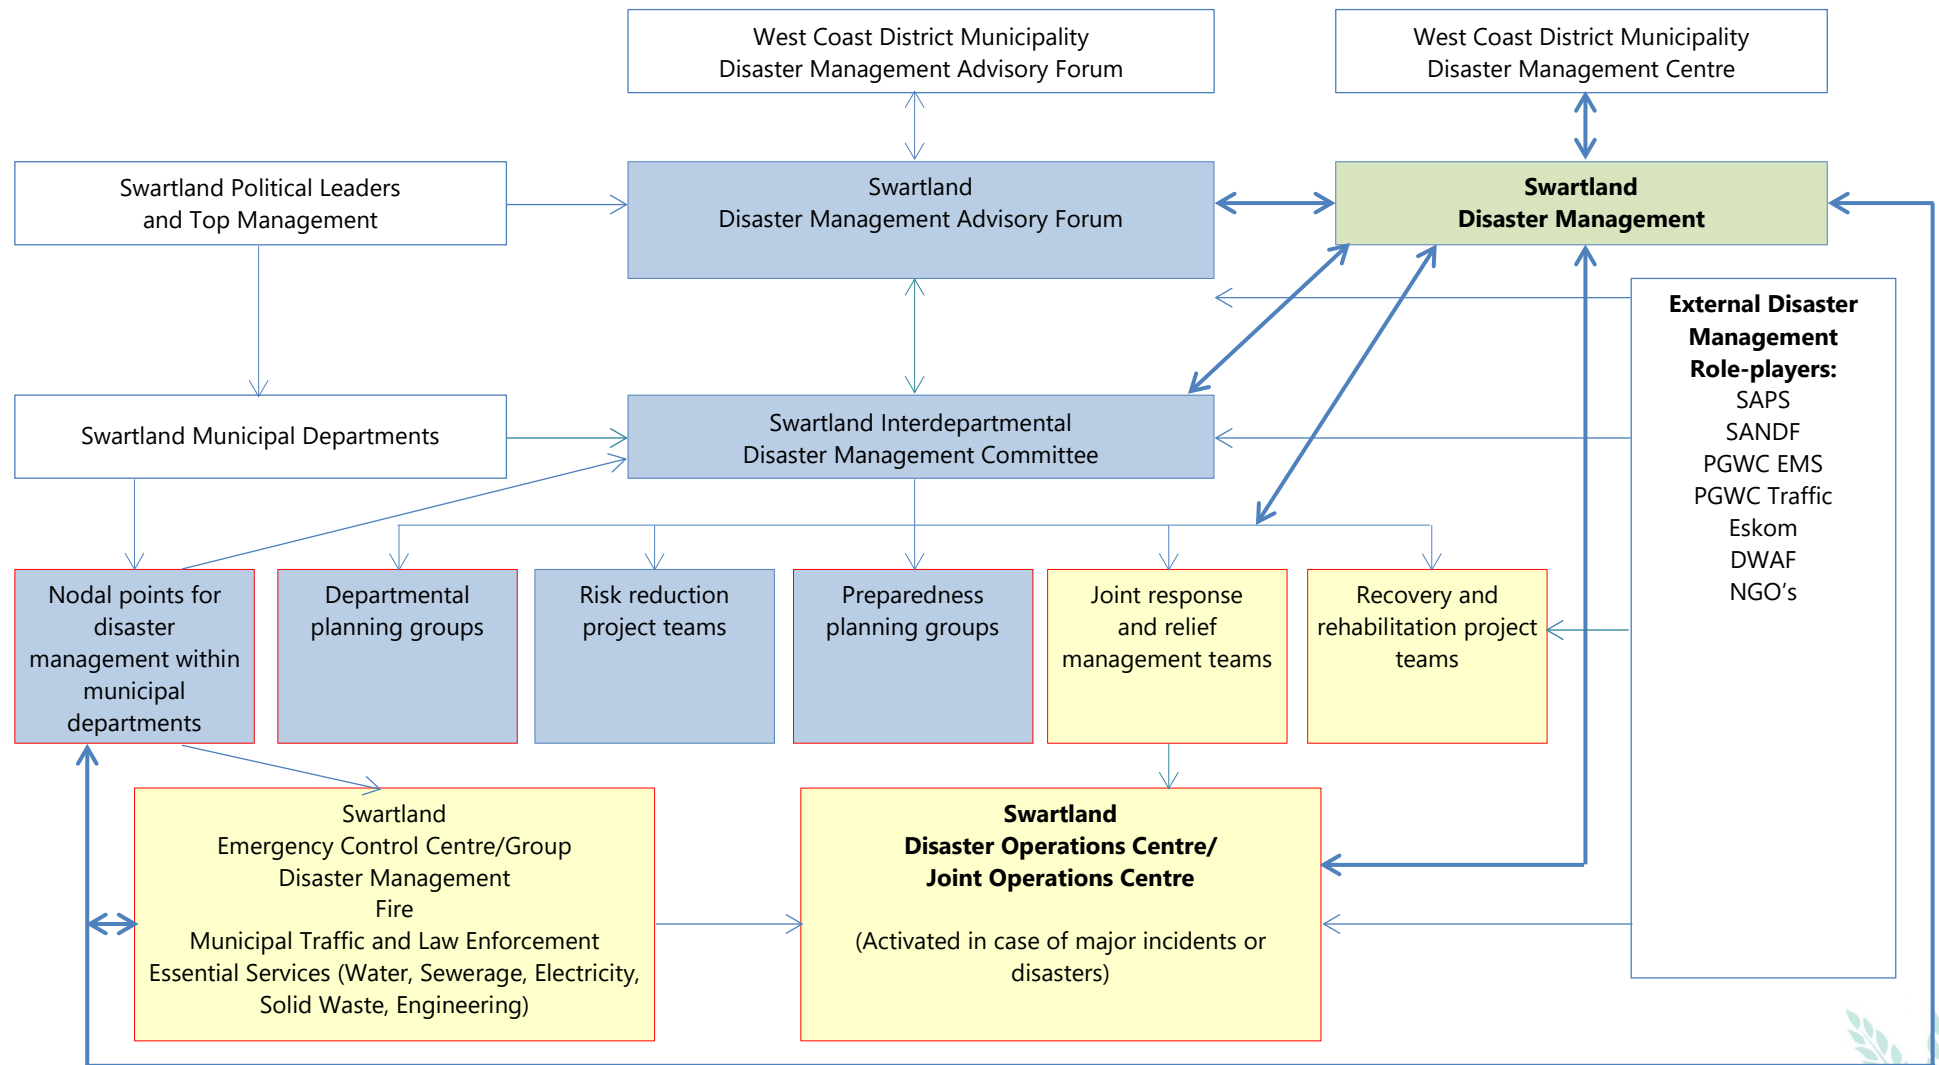 West Coast District Municipality
Disaster Management Advisory Forum
West Coast District Municipality
Disaster Management Centre
Swartland Political Leaders
and Top Management
Swartland
Disaster Management Advisory Forum
Swartland
Disaster Management
External Disaster
Management
Role-players:
SAPS
SANDF
PGWC EMS
PGWC Traffic
Eskom
DWAF
NGO’s
Swartland Municipal Departments
Swartland Interdepartmental
Disaster Management Committee
Nodal points for
disaster
management within
municipal
departments
Departmental
planning groups
Risk reduction
project teams
Preparedness
planning groups
Joint response
and relief
management teams
Recovery and
rehabilitation project
teams
Swartland
Emergency Control Centre/Group
Disaster Management
Fire
Municipal Traffic and Law Enforcement
Essential Services (Water, Sewerage, Electricity,
Solid Waste, Engineering)
Swartland
Disaster Operations Centre/
Joint Operations Centre
(Activated in case of major incidents or
disasters)